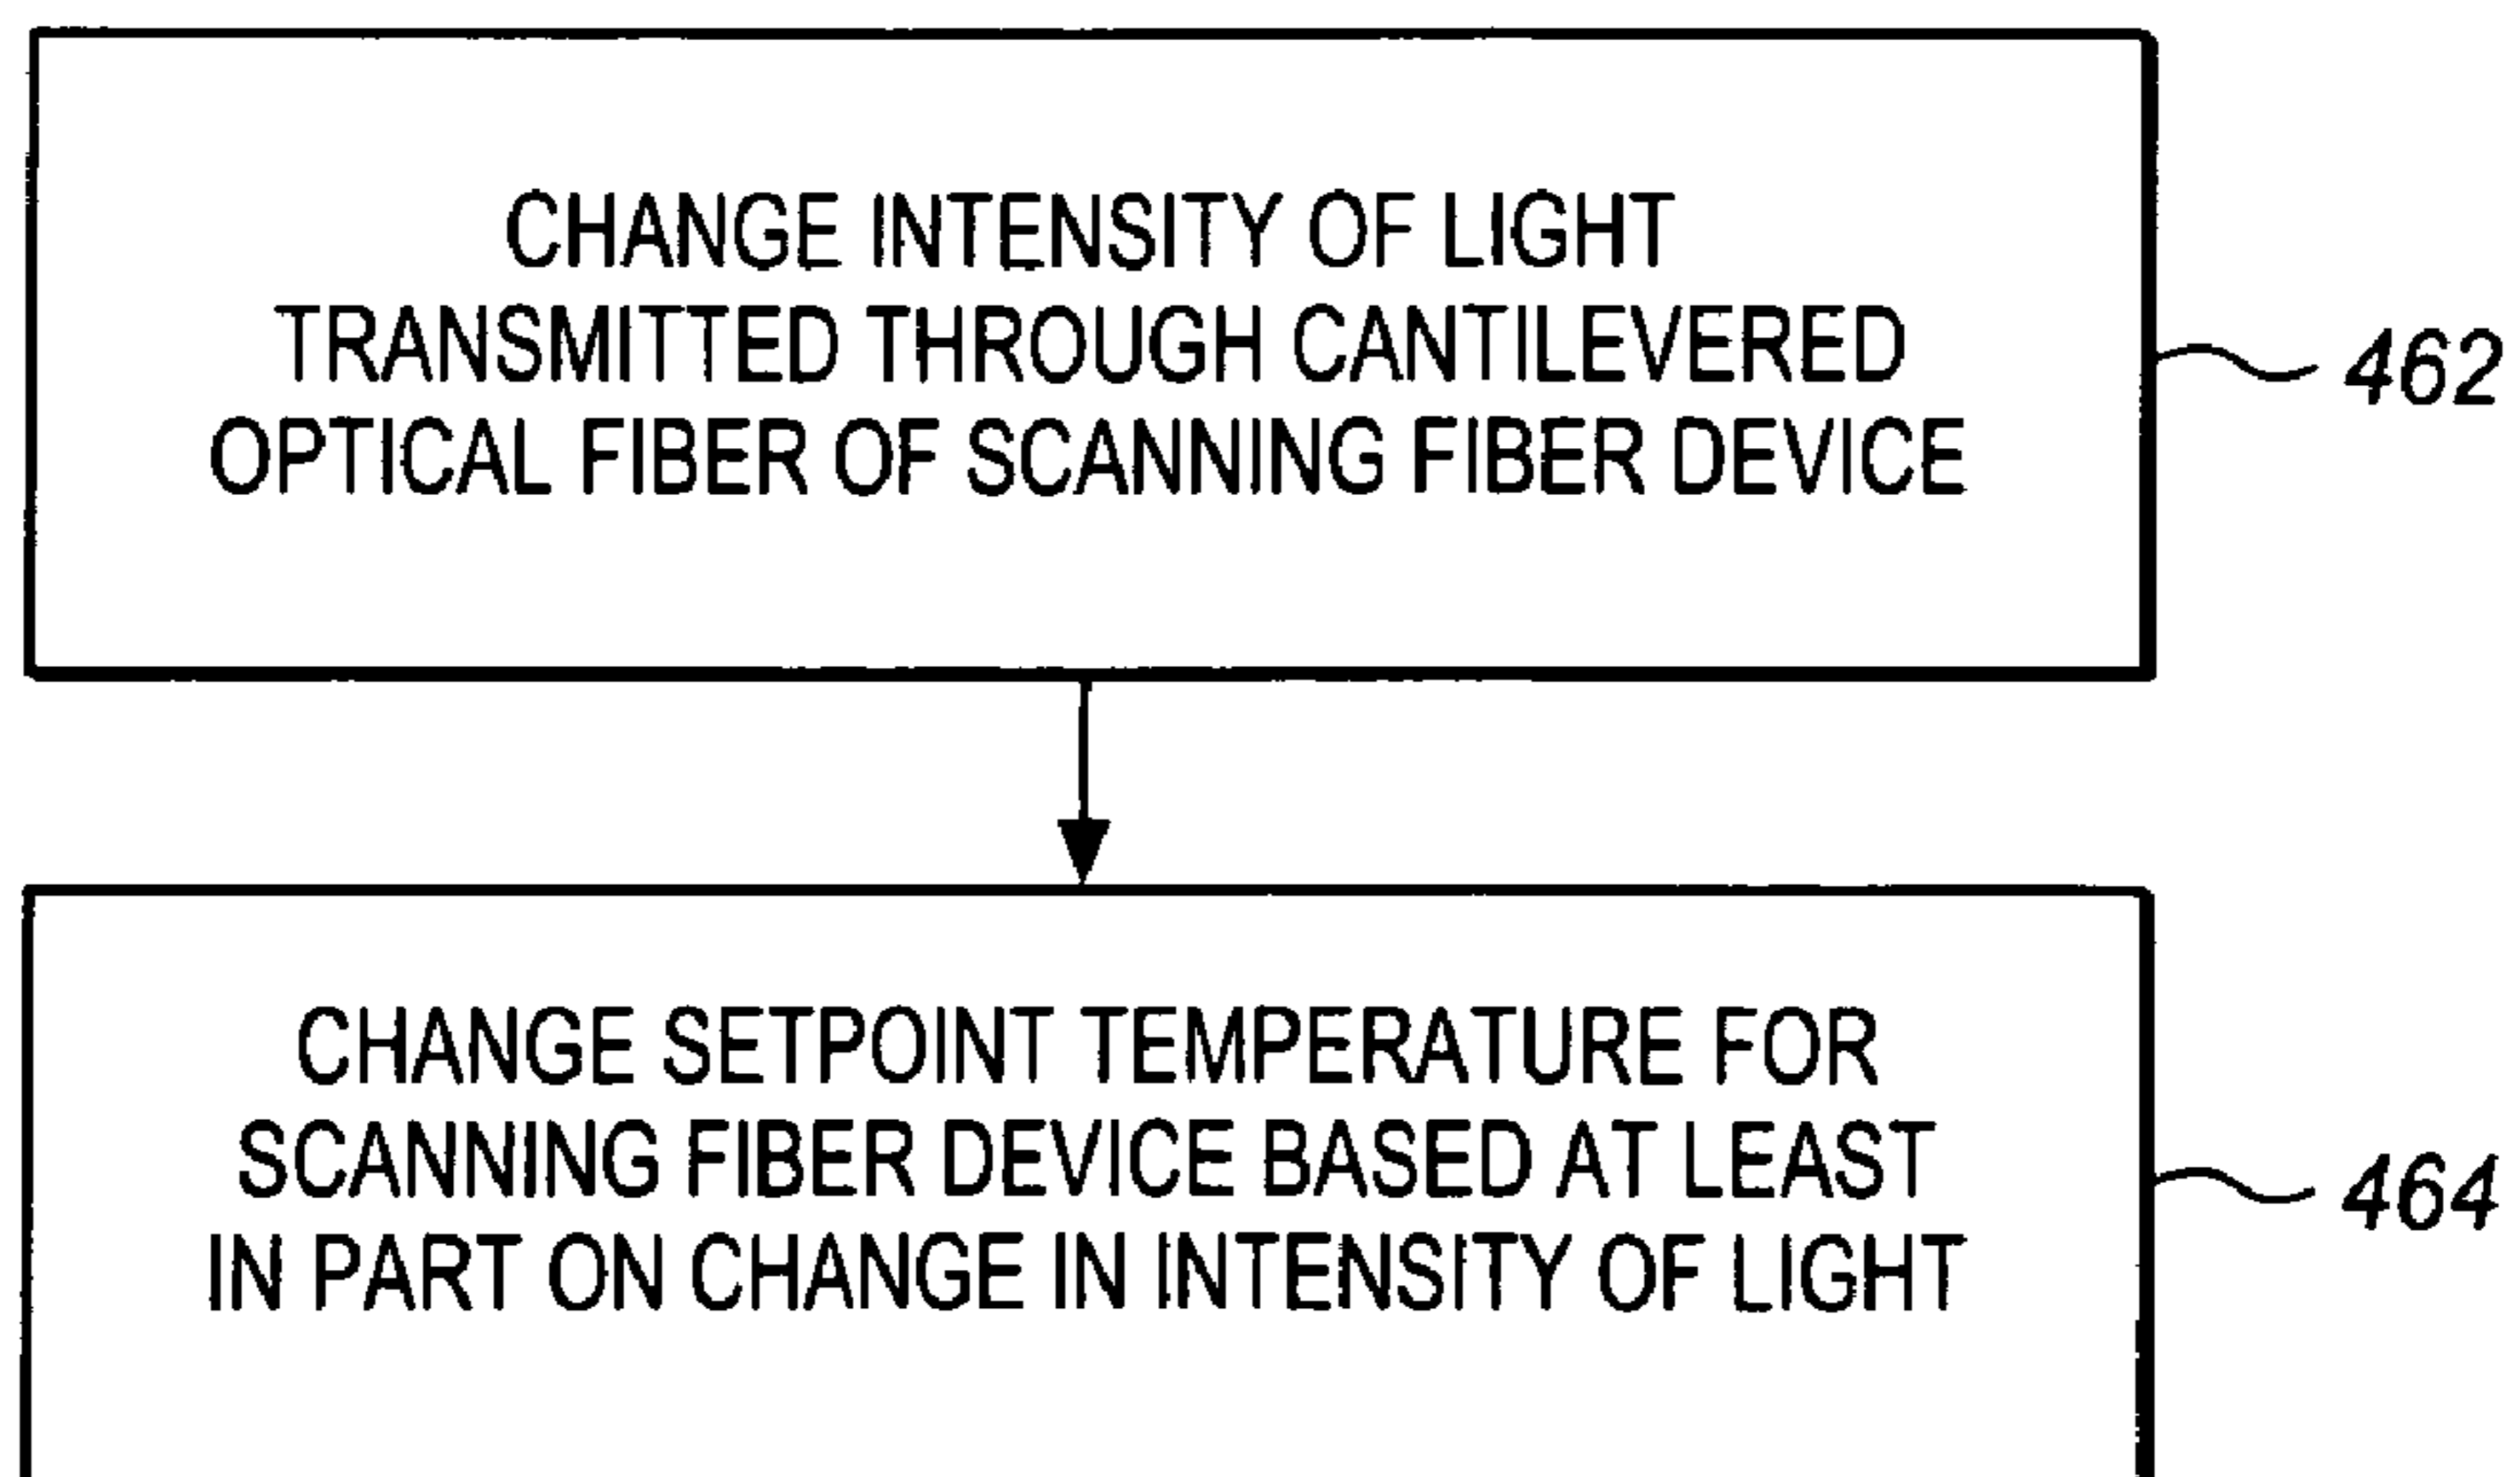 CHANGE INTENSITY OF LIGHT
TRANSMITTED THROUGH CANTILEVERED
OPTICAL FIBER OF SCANNING FIBER DEVICE
462
CHANGE SETPOINT TEMPERATURE FOR
SCANNING FIBER DEVICE BASED AT LEAST
IN PART ON CHANGE IN INTENSITY OF LIGHT
464